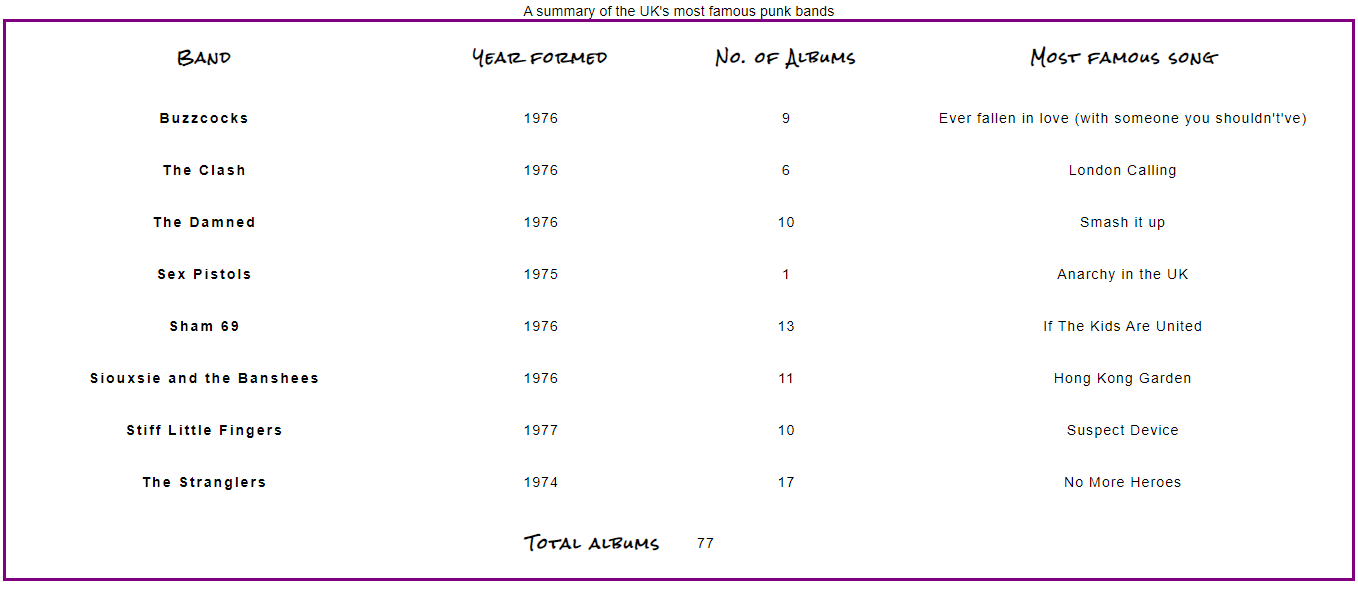 A summary of the UK's most famous punk bands
Band Year formed No. of Albums Most famous song
Buzzcocks 1976 9 Ever fallen in love (with someone you shouldn't've)
The Clash 1976 6 London Calling
The Damned 1976 10 Smash it up
Sex Pistols 1975 1 Anarchy in the UK
Sham 69 1976 13 If The Kids Are United
Siouxsie and the Banshees 1976 11 Hong Kong Garden
Stiff Little Fingers 1977 10 Suspect Device
The Stranglers 1974 17 No More Heroes
Total albums 77